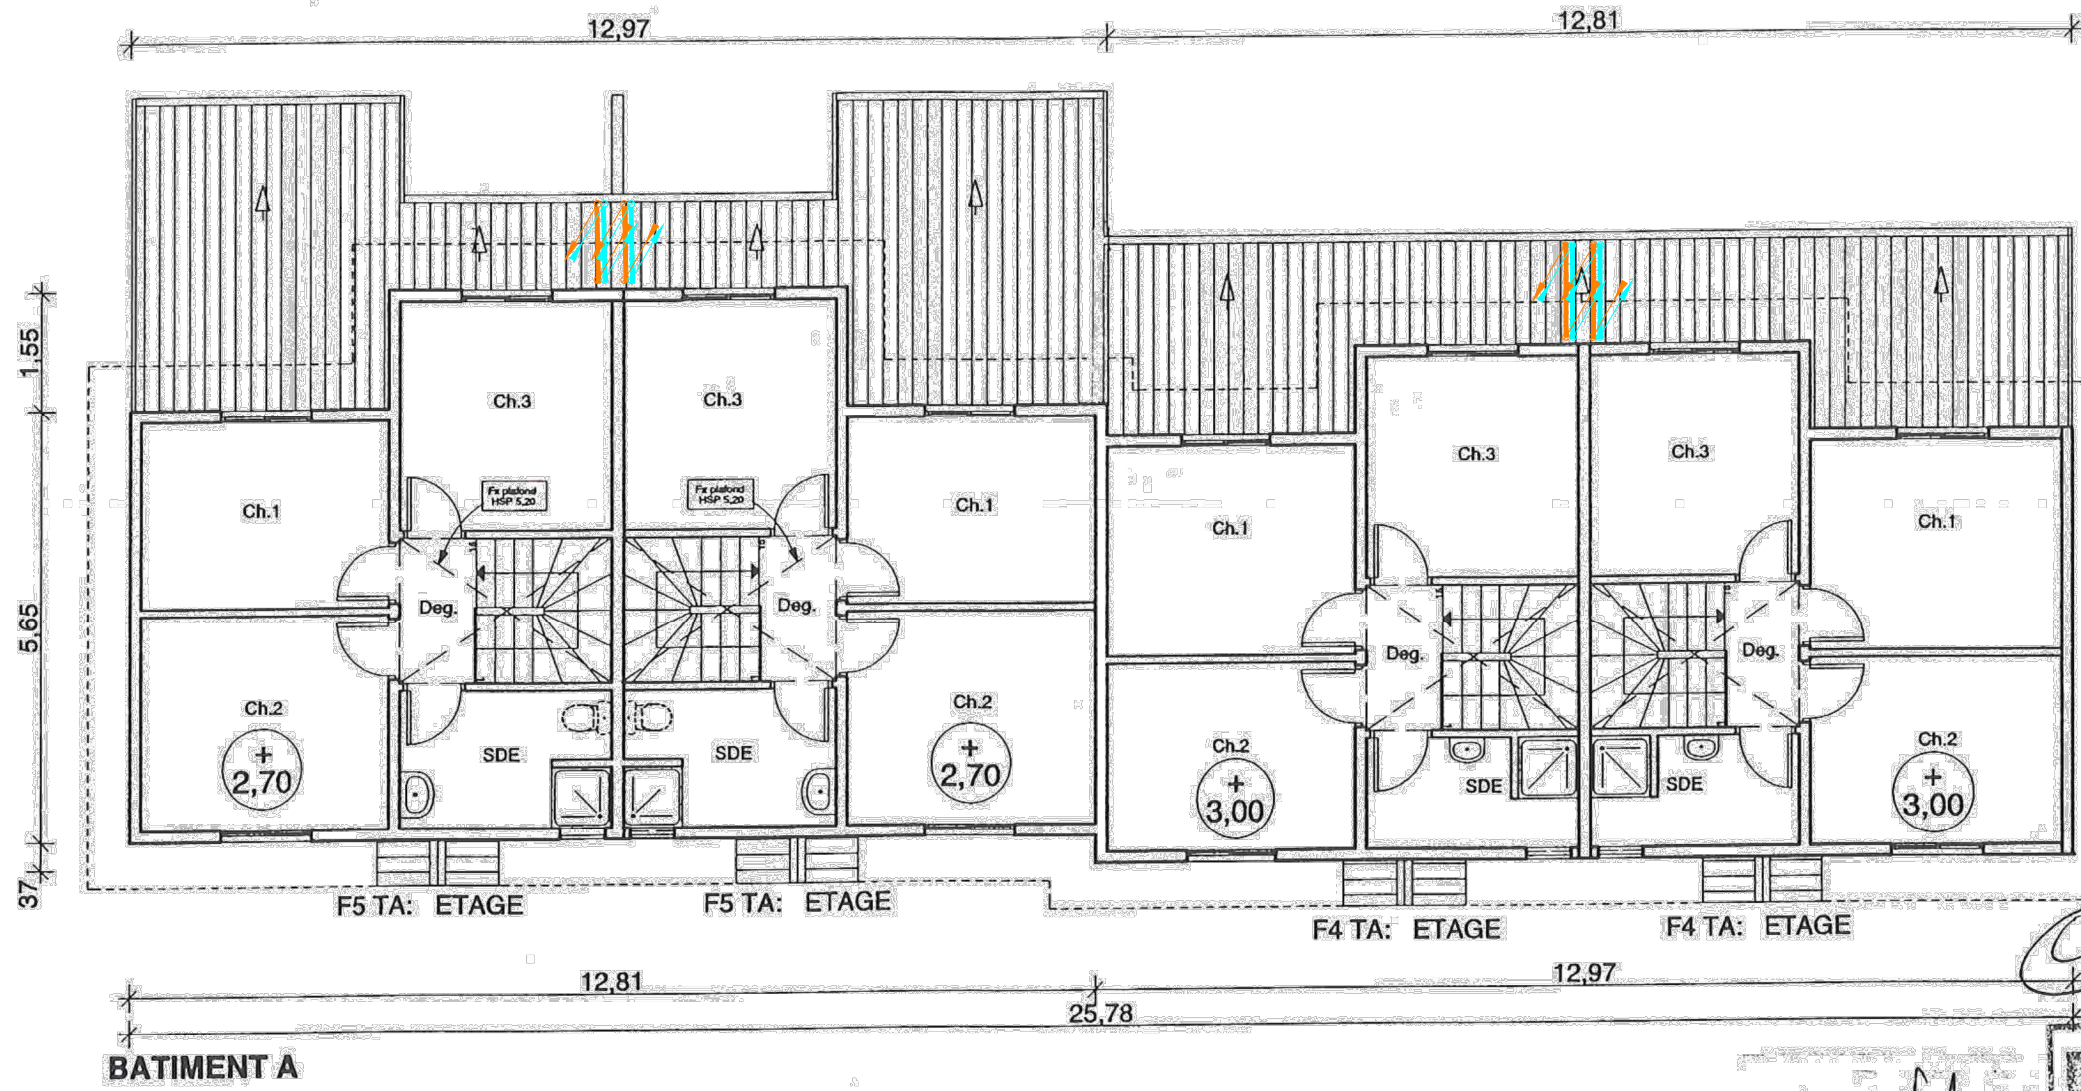 12,97
12,81
1,55
5,65
37
Ch.3
Ch.3
Ch.3
Ch.3
Fx plafond
HSP 5,20
Fx plafond
HSP 5,20
Ch.1
Ch.1
Ch.1
Ch.1
Deg.
Deg.
Deg.
Deg.
Ch.2
+
2,70
SDE
SDE
Ch.2
+
2,70
Ch.2
+
3,00
SDE
SDE
Ch.2
+
3,00
F5 TA: ETAGE
F5 TA: ETAGE
F4 TA: ETAGE
F4 TA: ETAGE
12,81
12,97
25,78
BATIMENT A